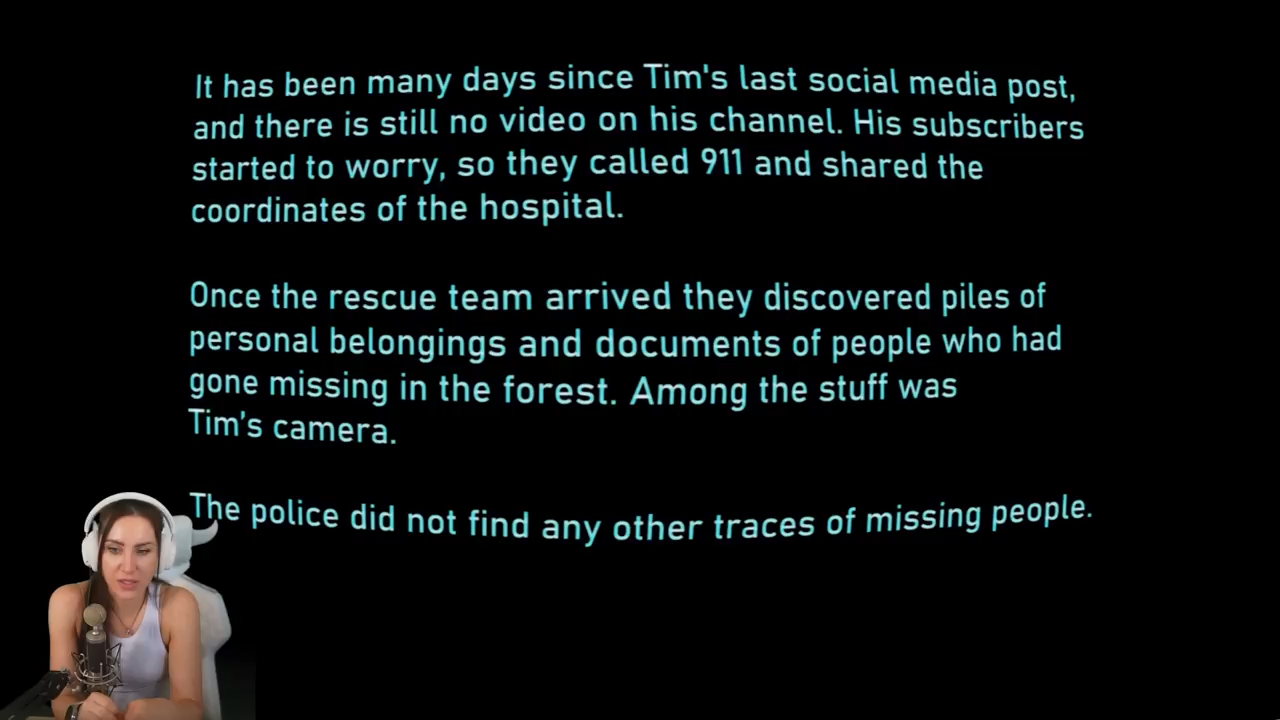 It has been many days since Tim's last social media post,
and there is still no video on his channel. His subscribers
started to worry, so they called 911 and shared the
coordinates of the hospital.
Once the rescue team arrived they discovered piles of
personal belongings and documents of people who had
gone missing in the forest. Among the stuff was
Tim's camera.
The police did not find any other traces of missing people.